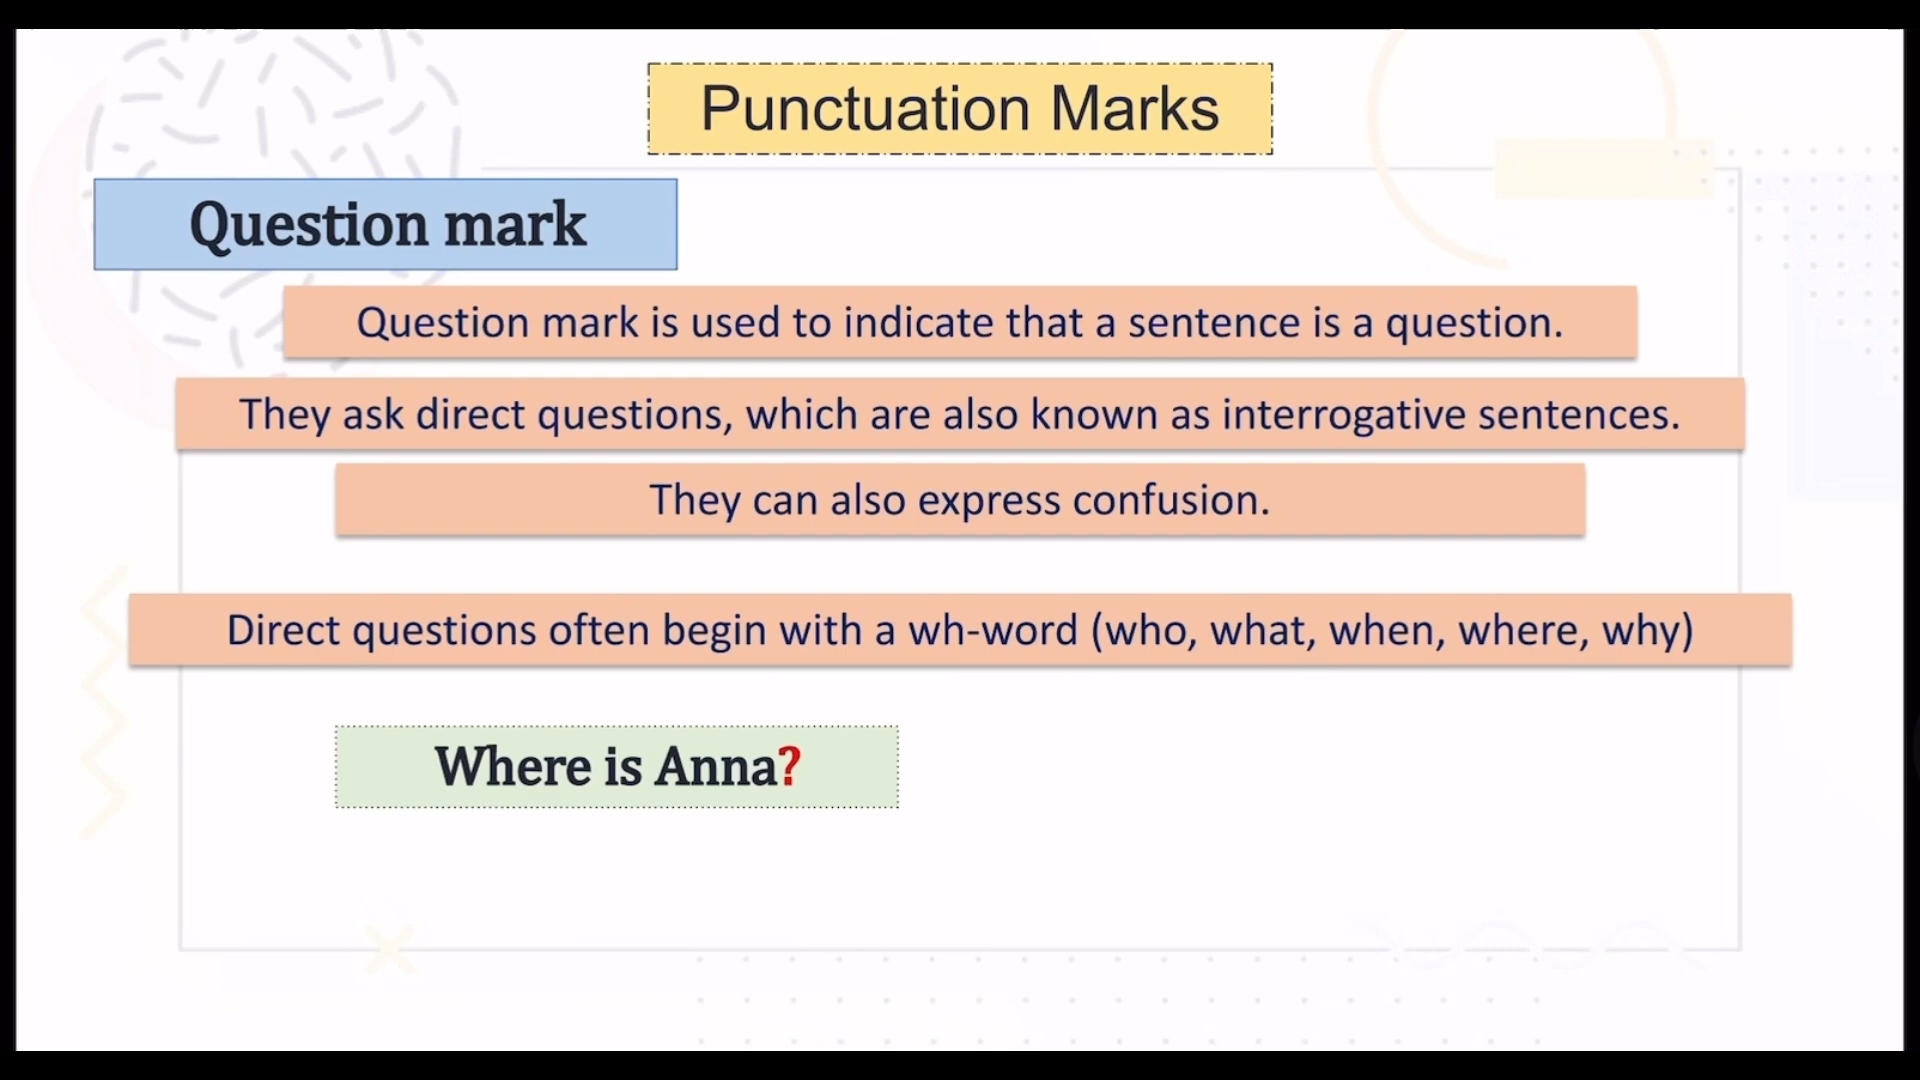 Punctuation Marks
Question mark
Question mark is used to indicate that a sentence is a question.
They ask direct questions, which are also known as interrogative sentences.
They can also express confusion.
Direct questions often begin with a wh-word (who, what, when, where, why)
Where is Anna?